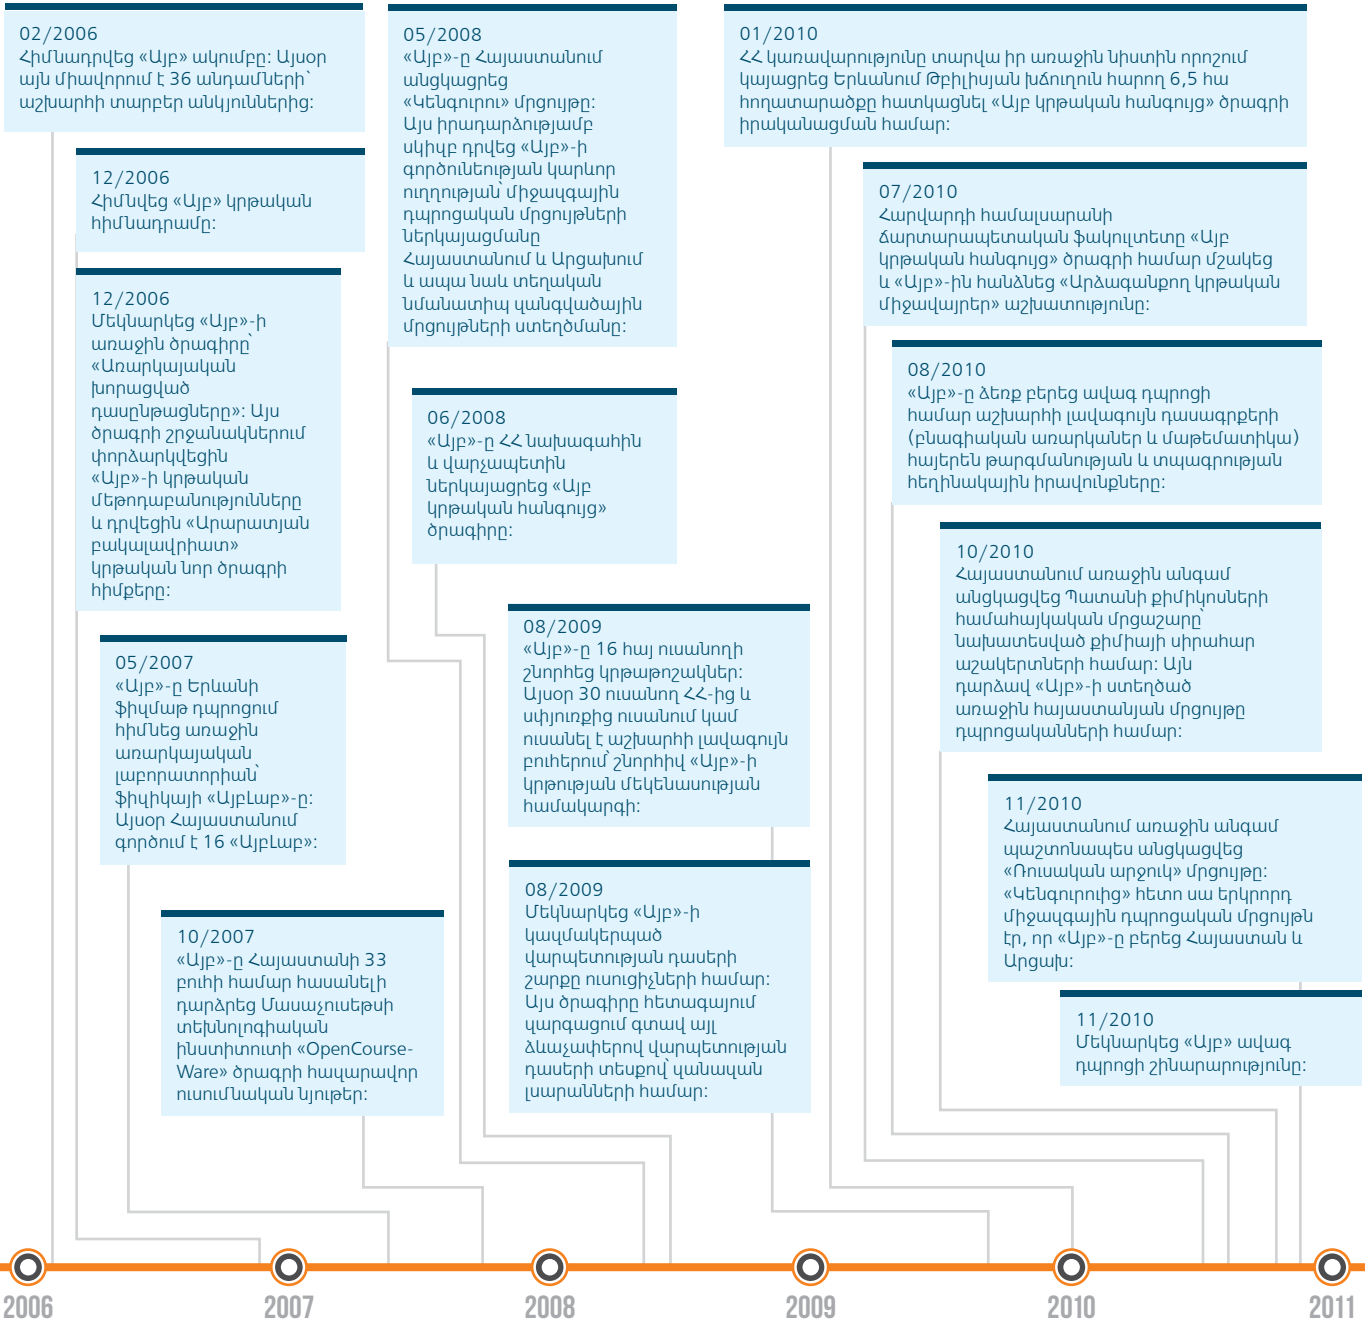 02/2006
Հիմնադրվեց «Այբ» ակումբը: Այսօր
այն միավորում է 36 անդամների՝
աշխարհի տարբեր անկյուններից:
12/2006
Հիմնվեց «Այբ» կրթական
հիմնադրամը:
12/2006
Մեկնարկեց «Այբ»-ի
առաջին ծրագիրը՝
«Առարկայական
խորացված
դասընթացները»: Այս
ծրագրի շրջանակներում
փորձարկվեցին
«Այբ»-ի կրթական
մեթոդաբանությունները
և դրվեցին «Արարատյան
բակալավրիատ»
կրթական նոր ծրագրի
հիմքերը:
05/2007
«Այբ»-ը Երևանի
ֆիզմաթ դպրոցում
հիմնեց առաջին
առարկայական
լաբորատորիան՝
ֆիզիկայի «ԱյբԼաբ»-ը:
Այսօր Հայաստանում
գործում է 16 «ԱյբԼաբ»:
10/2007
«Այբ»-ը Հայաստանի 33
բուհի համար հասանելի
դարձրեց Մասաչուսեթսի
տեխնոլոգիական
ինստիտուտի «OpenCourse-
Ware» ծրագրի հազարավոր
ուսումնական նյութեր:
05/2008
«Այբ»-ը Հայաստանում
անցկացրեց
«Կենգուրու» մրցույթը:
Այս իրադարձությամբ
սկիզբ դրվեց «Այբ»-ի
գործունեության կարևոր
ուղղության՝ միջազգային
դպրոցական մրցույթների
ներկայացմանը
Հայաստանում և Արցախում
և ապա նաև տեղական
նմանատիպ զանգվածային
մրցույթների ստեղծմանը:
06/2008
«Այբ»-ը ՀՀ նախագահին
և վարչապետին
ներկայացրեց «Այբ
կրթական հանգույց»
ծրագիրը:
08/2009
«Այբ»-ը 16 հայ ուսանողի
շնորհեց կրթաթոշակներ:
Այսօր 30 ուսանող ՀՀ-ից և
սփյուռքից ուսանում կամ
ուսանել է աշխարհի լավագույն
բուհերում՝ շնորհիվ «Այբ»-ի
կրթության մեկենասության
համակարգի:
08/2009
Մեկնարկեց «Այբ»-ի
կազմակերպած
վարպետության դասերի
շարքը ուսուցիչների համար:
Այս ծրագիրը հետագայում
զարգացում գտավ այլ
ձևաչափերով վարպետության
դասերի տեսքով՝ զանազան
լսարանների համար:
01/2010
ՀՀ կառավարությունը տարվա իր առաջին նիստին որոշում
կայացրեց Երևանում Թբիլիսյան խճուղուն հարող 6,5 հա
հողատարածքը հատկացնել «Այբ կրթական հանգույց» ծրագրի
իրականացման համար:
07/2010
Հարվարդի համալսարանի
ճարտարապետական ֆակուլտետը «Այբ
կրթական հանգույց» ծրագրի համար մշակեց
և «Այբ»-ին հանձնեց «Արձագանքող կրթական
միջավայրեր» աշխատությունը:
08/2010
«Այբ»-ը ձեռք բերեց ավագ դպրոցի
համար աշխարհի լավագույն դասագրքերի
(բնագիական առարկաներ և մաթեմատիկա)
հայերեն թարգմանության և տպագրության
հեղինակային իրավունքները:
10/2010
Հայաստանում առաջին անգամ
անցկացվեց Պատանի քիմիկոսների
համահայկական մրցաշարը՝
նախատեսված քիմիայի սիրահար
աշակերտների համար: Այն
դարձավ «Այբ»-ի ստեղծած
առաջին հայաստանյան մրցույթը
դպրոցականների համար:
11/2010
Հայաստանում առաջին անգամ
պաշտոնապես անցկացվեց
«Ռուսական արջուկ» մրցույթը:
«Կենգուրուից» հետո սա երկրորդ
միջազգային դպրոցական մրցույթն
էր, որ «Այբ»-ը բերեց Հայաստան և
Արցախ:
11/2010
Մեկնարկեց «Այբ» ավագ
դպրոցի շինարարությունը:
2006
2007
2008
2009
2010
2011